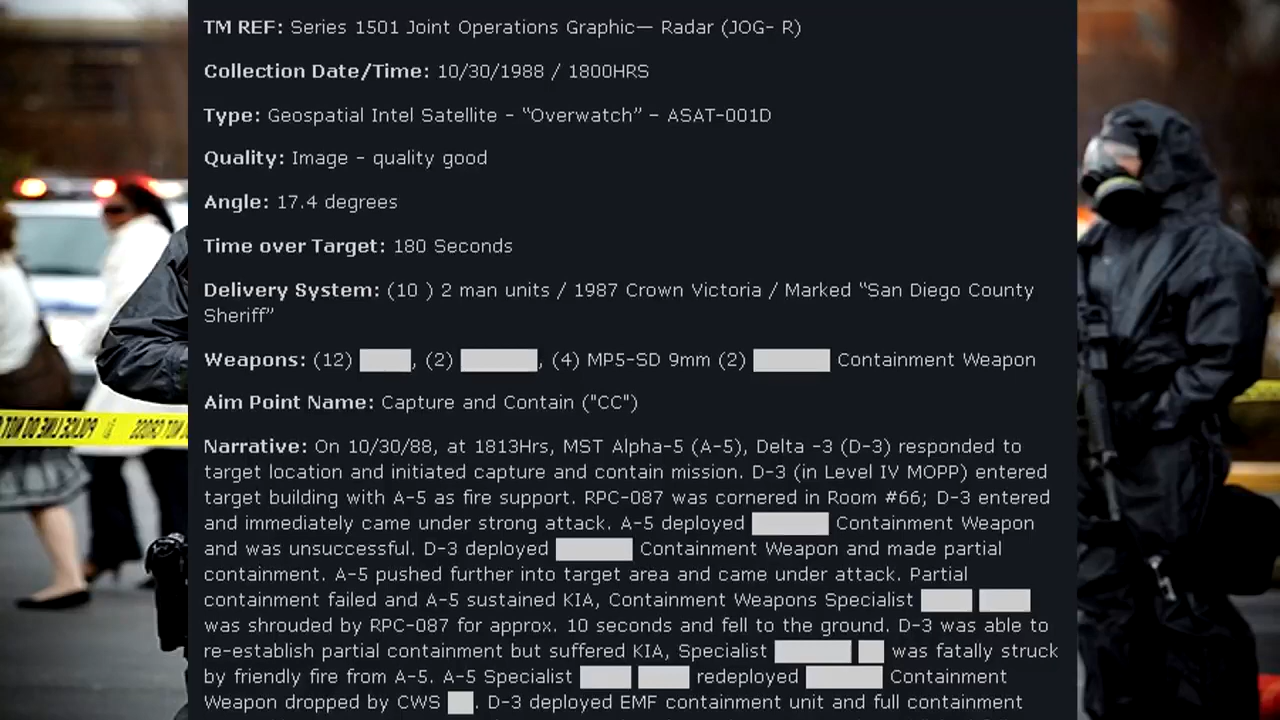 TM REF: Series 1501 Joint Operations Graphic— Radar (JOG- R)
Collection Date/Time: 10/30/1988 / 1800HRS
Type: Geospatial Intel Satellite - “Overwatch” - ASAT-001D
Quality: Image - quality good
Angle: 17.4 degrees
Time over Target: 180 Seconds
Delivery System: (10 ) 2 man units / 1987 Crown Victoria / Marked “San Diego County
Sheriff”
Weapons: (12) , (2) , (4) MP5-SD 9mm (2) Containment Weapon
Aim Point Name: Capture and Contain ("CC")
Narrative: On 10/30/88, at 1813Hrs, MST Alpha-5 (A-5), Delta -3 (D-3) responded to
target location and initiated capture and contain mission. D-3 (in Level IV MOPP) entered
target building with A-5 as fire support. RPC-087 was cornered in Room #66; D-3 entered
and immediately came under strong attack. A-5 deployed Containment Weapon
and was unsuccessful. D-3 deployed Containment Weapon and made partial
containment. A-5 pushed further into target area and came under attack. Partial
containment failed and A-5 sustained KIA, Containment Weapons Specialist
was shrouded by RPC-087 for approx. 10 seconds and fell to the ground. D-3 was able to
re-establish partial containment but suffered KIA, Specialist was fatally struck
by friendly fire from A-5. A-5 Specialist redeployed Containment
Weapon dropped by CWS . D-3 deployed EMF containment unit and full containment